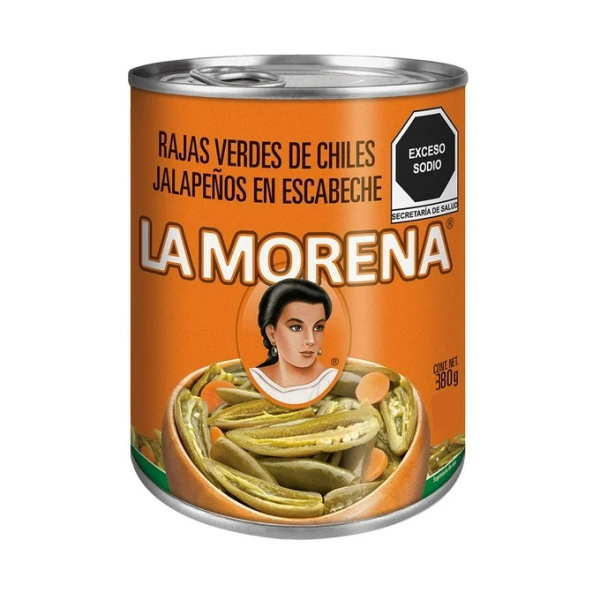 RAJAS VERDES DE CHILES
JALAPEÑOS EN ESCABECHE
EXCESO
SODIO
SECRETARÍA DE SALUD
LA MORENA®
®
CONT. NET.
380g